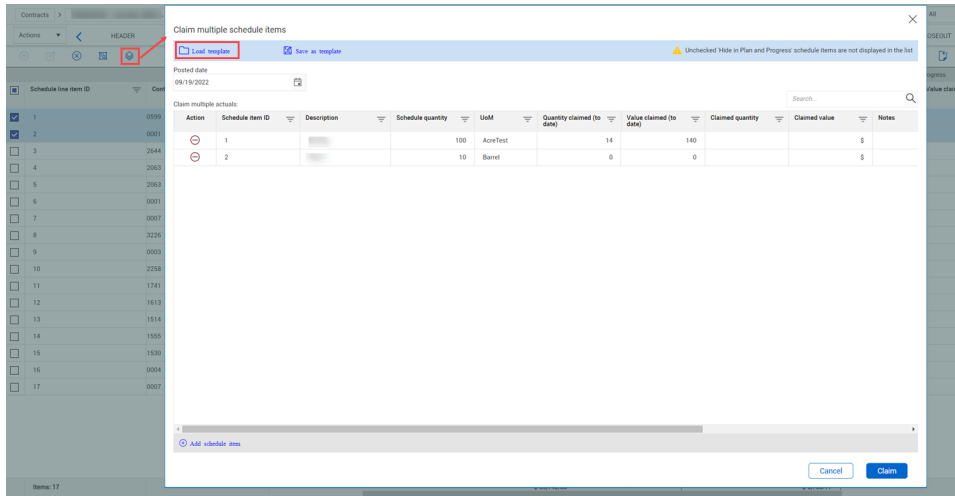 Contracts >
All
Actions
HEADER
OSEOUT
Schedule line item ID
Cont
ogress
Value clai
1 0599
2 0001
3 2644
4 2063
5 2063
6 0001
7 0007
8 3226
9 0003
10 2258
11 1741
12 1613
13 1514
14 1555
15 1530
16 0004
17 0007
Items: 17
Claim multiple schedule items
Load template
Save as template
Unchecked 'Hide in Plan and Progress' schedule items are not displayed in the list
Posted date
09/19/2022
Search...
Claim multiple actuals:
Action Schedule item ID Description Schedule quantity UoM Quantity claimed (to date) Value claimed (to date) Claimed quantity Claimed value Notes
1 100 AcreTest 14 140 $
2 10 Barrel 0 0 $
Add schedule item
Cancel
Claim